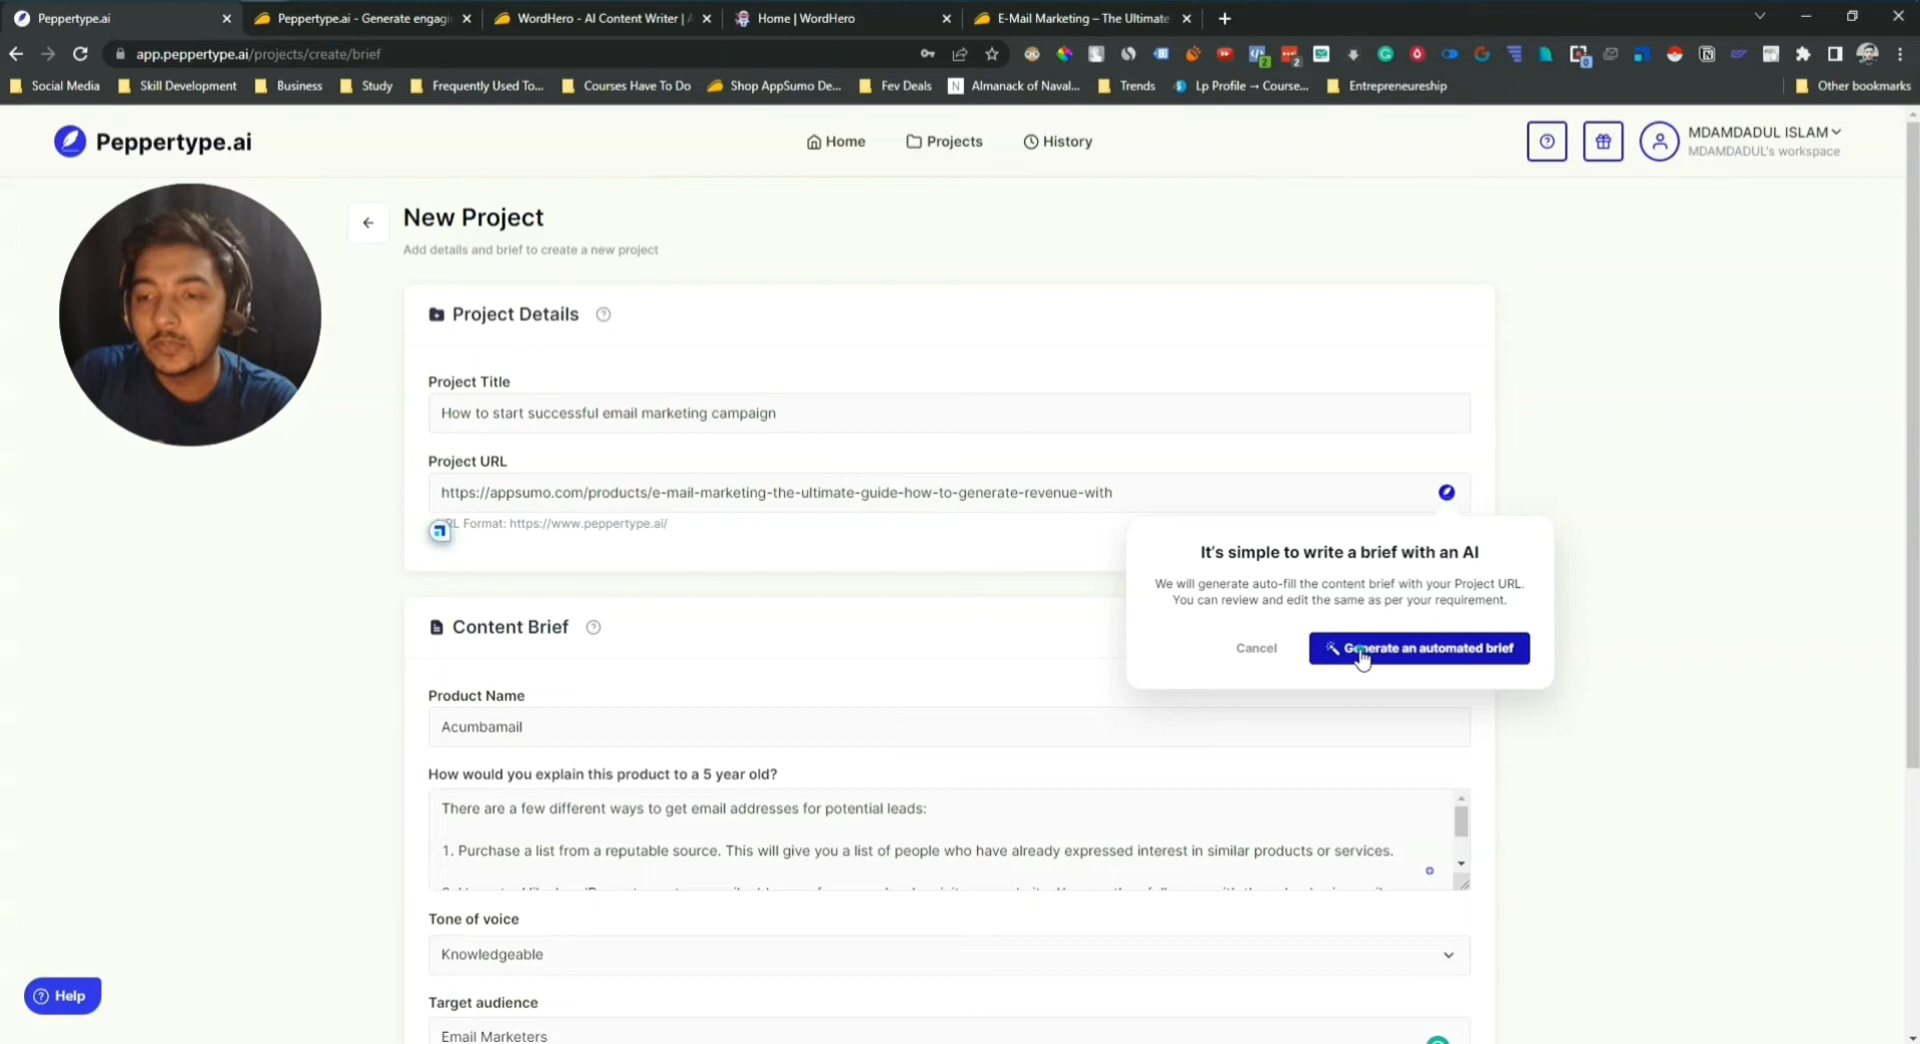 Peppertype.ai
Peppertype.ai - Generate engagi
WordHero - AI Content Writer | A
Home | WordHero
E-Mail Marketing – The Ultimate
app.peppertype.ai/projects/create/brief
Social Media
Skill Development
Business
Study
Frequently Used To...
Courses Have To Do
Shop AppSumo De...
Fev Deals
Almanack of Naval...
Trends
Lp Profile → Course...
Entrepreneureship
Other bookmarks
Peppertype.ai
Home
Projects
History
MDAMDADUL ISLAM
MDAMDADUL's workspace
New Project
Add details and brief to create a new project
Project Details
Project Title
How to start successful email marketing campaign
Project URL
https://appsumo.com/products/e-mail-marketing-the-ultimate-guide-how-to-generate-revenue-with
URL Format: https://www.peppertype.ai/
It's simple to write a brief with an AI
We will generate auto-fill the content brief with your Project URL.
You can review and edit the same as per your requirement.
Cancel
Generate an automated brief
Content Brief
Product Name
Acumbamail
How would you explain this product to a 5 year old?
There are a few different ways to get email addresses for potential leads:
1. Purchase a list from a reputable source. This will give you a list of people who have already expressed interest in similar products or services.
Tone of voice
Knowledgeable
Target audience
Email Marketers
Help